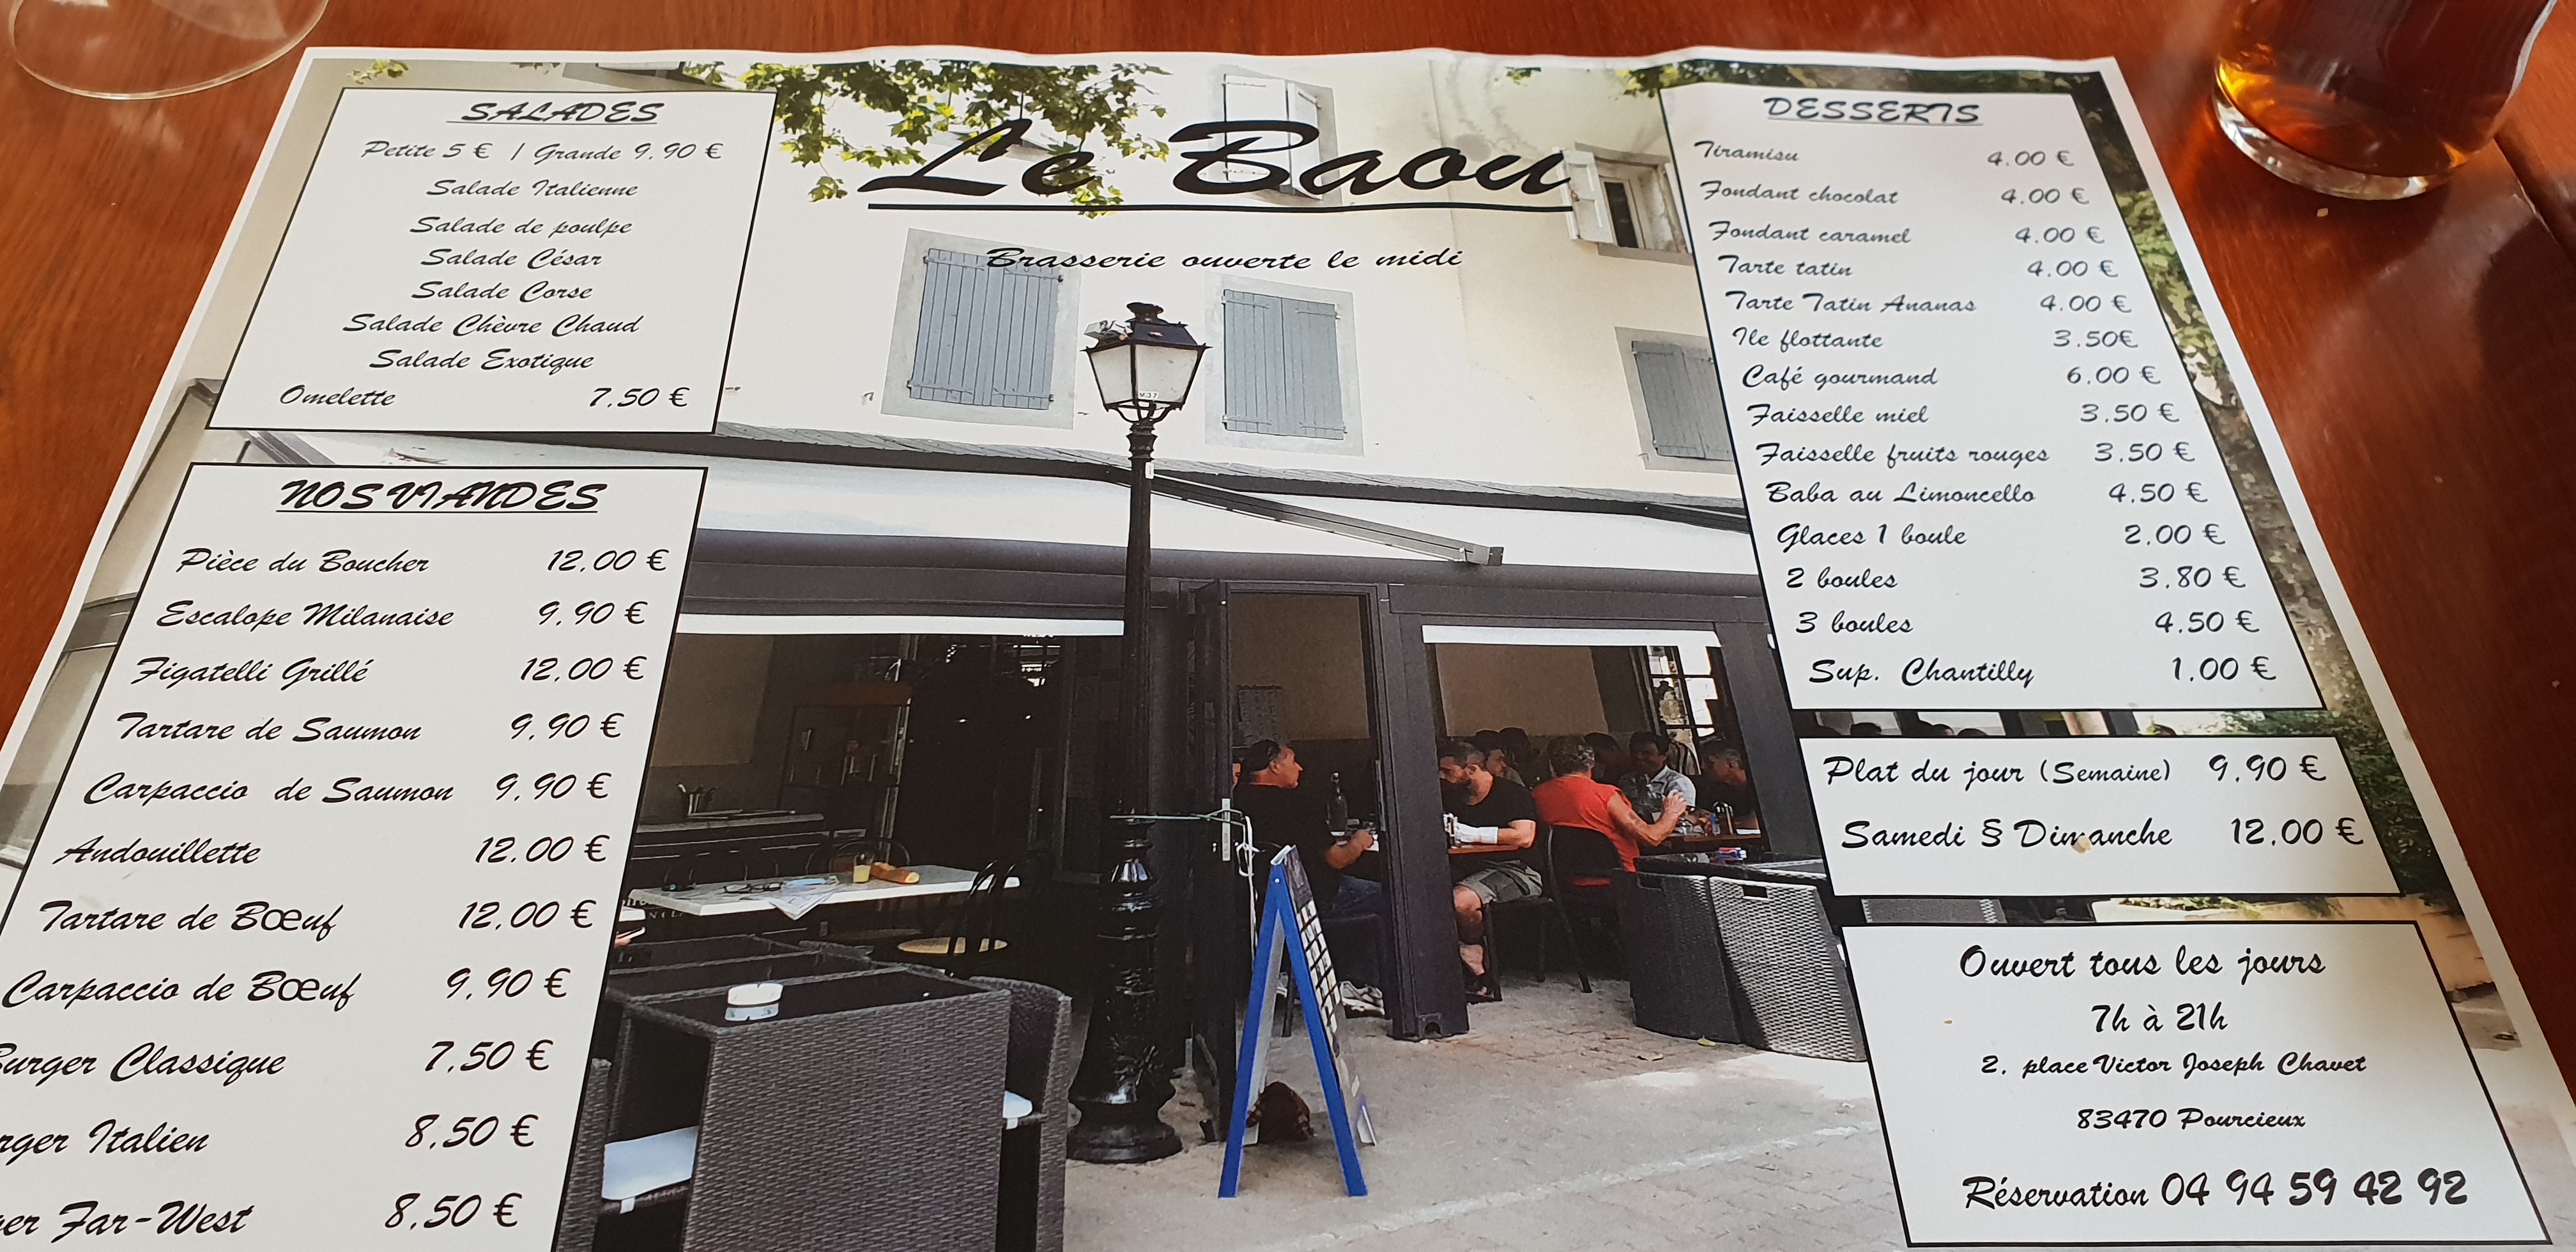 SALADES
Petite 5 € / Grande 9.90 €
Salade Italienne
Salade de poulpe
Salade César
Salade Corse
Salade Chèvre Chaud
Salade Exotique
Omelette 7,50 €
NOS VIANDES
Pièce du Boucher 12,00 €
Escalope Milanaise 9,90 €
Figatelli Grillé 12,00 €
Tartare de Saumon 9,90 €
Carpaccio de Saumon 9,90 €
Andouillette 12,00 €
Tartare de Bœuf 12,00 €
Carpaccio de Bœuf 9,90 €
Burger Classique 7,50 €
rger Italien 8,50 €
er Far-West 8,50 €
Le Baou
Brasserie ouverte le midi
DESSERTS
Tiramisu 4.00 €
Fondant chocolat 4.00 €
Fondant caramel 4.00 €
Tarte tatin 4.00 €
Tarte Tatin Ananas 4.00 €
Ile flottante 3.50€
Café gourmand 6.00 €
Faisselle miel 3.50 €
Faisselle fruits rouges 3.50 €
Baba au Limoncello 4.50 €
Glaces 1 boule 2.00 €
2 boules 3.80 €
3 boules 4.50 €
Sup. Chantilly 1.00 €
Plat du jour (Semaine) 9.90 €
Samedi § Dimanche 12.00 €
Ouvert tous les jours
7h à 21h
2, place Victor Joseph Chavet
83470 Pourcieux
Réservation 04 94 59 42 92